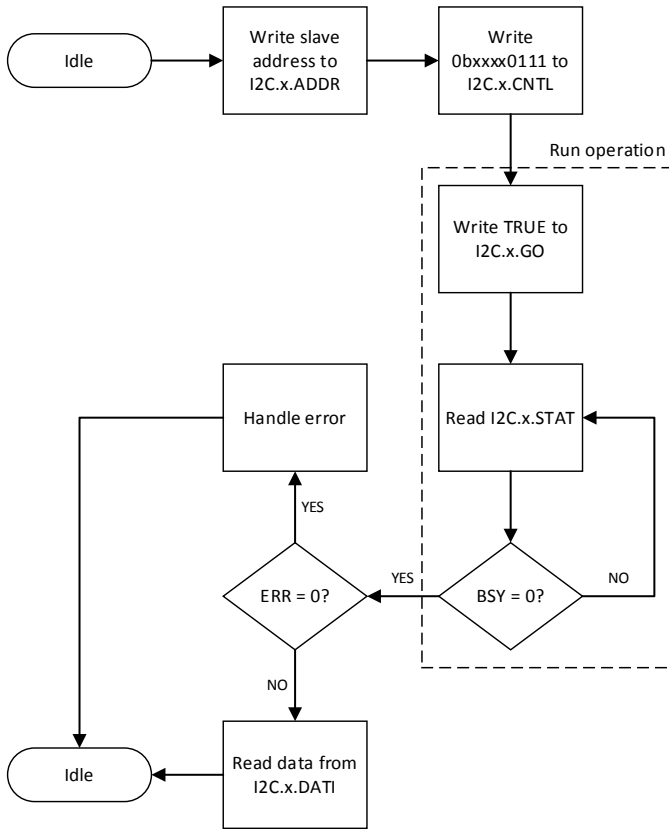 Idle
Write slave
address to
I2C.x.ADDR
Write
0bxxxx0111 to
I2C.x.CNTL
Run operation
Write TRUE to
I2C.x.GO
Handle error
Read I2C.x.STAT
YES
ERR = 0?
YES
BSY = 0?
NO
NO
Idle
Read data from
I2C.x.DATI